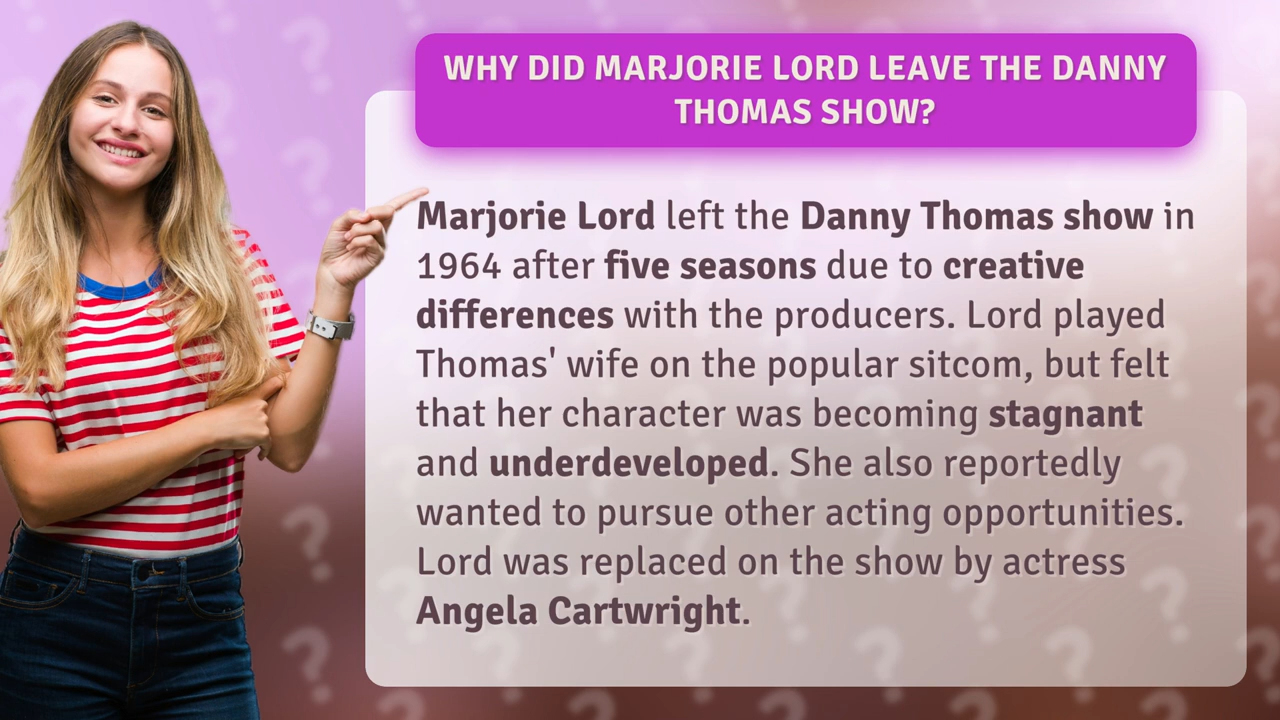 WHY DID MARJORIE LORD LEAVE THE DANNY
THOMAS SHOW?
Marjorie Lord left the Danny Thomas show in
1964 after five seasons due to creative
differences with the producers. Lord played
Thomas' wife on the popular sitcom, but felt
that her character was becoming stagnant
and underdeveloped. She also reportedly
wanted to pursue other acting opportunities.
Lord was replaced on the show by actress
Angela Cartwright.